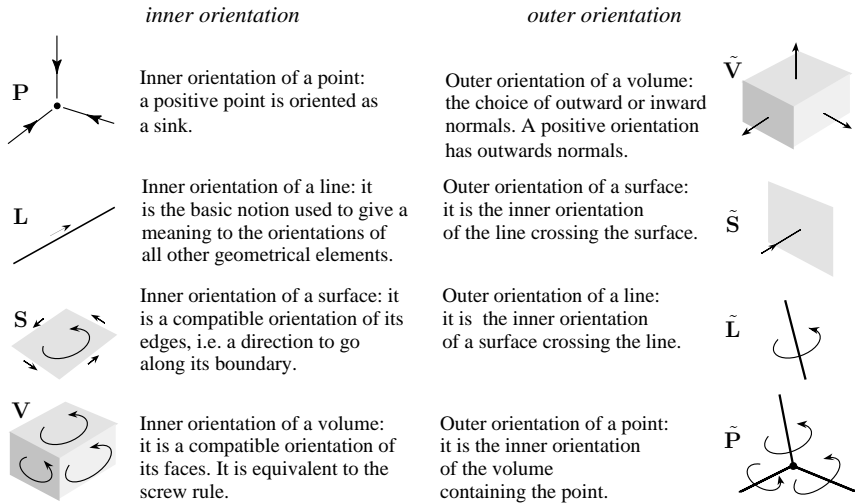 inner orientation
outer orientation
P
Inner orientation of a point:
a positive point is oriented as
a sink.
Outer orientation of a volume:
the choice of outward or inward
normals. A positive orientation
has outwards normals.
Ṽ
L
Inner orientation of a line: it
is the basic notion used to give a
meaning to the orientations of
all other geometrical elements.
Outer orientation of a surface:
it is the inner orientation
of the line crossing the surface.
S̃
S
Inner orientation of a surface: it
is a compatible orientation of its
edges, i.e. a direction to go
along its boundary.
Outer orientation of a line:
it is the inner orientation
of a surface crossing the line.
L̃
V
Inner orientation of a volume:
it is a compatible orientation of
its faces. It is equivalent to the
screw rule.
Outer orientation of a point:
it is the inner orientation
of the volume
containing the point.
P̃